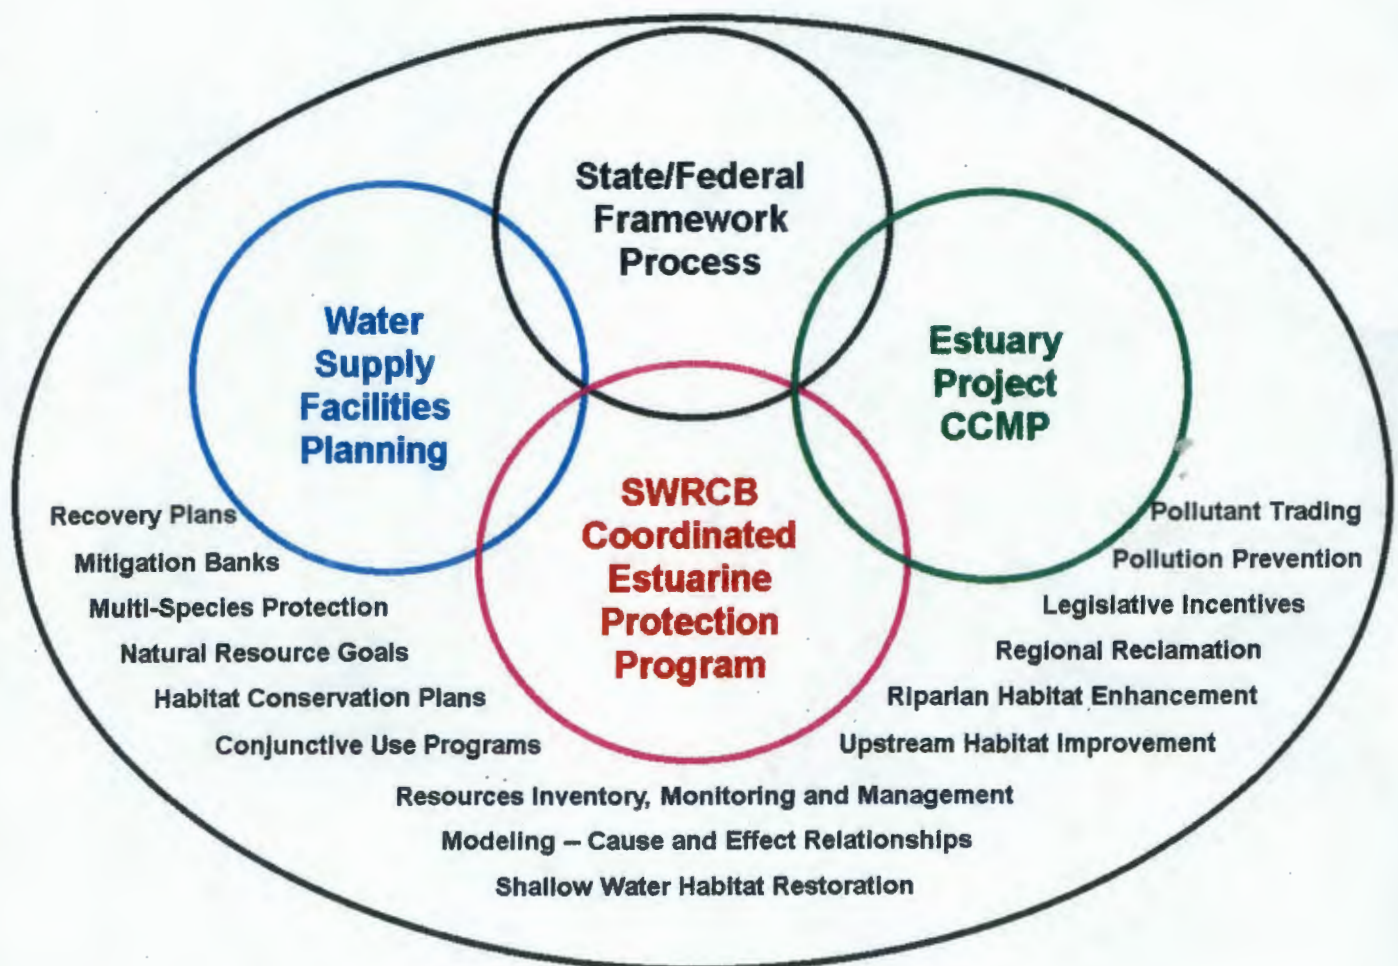 State/Federal
Framework
Process
Water
Supply
Facilities
Planning
Estuary
Project
CCMP
SWRCB
Coordinated
Estuarine
Protection
Program
Recovery Plans
Mitigation Banks
Multi-Species Protection
Natural Resource Goals
Habitat Conservation Plans
Conjunctive Use Programs
Pollutant Trading
Pollution Prevention
Legislative Incentives
Regional Reclamation
Riparian Habitat Enhancement
Upstream Habitat Improvement
Resources Inventory, Monitoring and Management
Modeling – Cause and Effect Relationships
Shallow Water Habitat Restoration